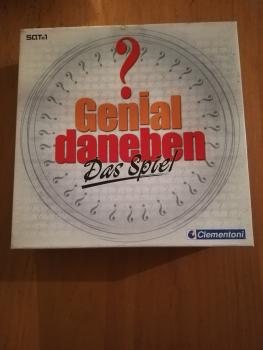 SAT.1
?
Genial
daneben
Das Spiel
Clementoni